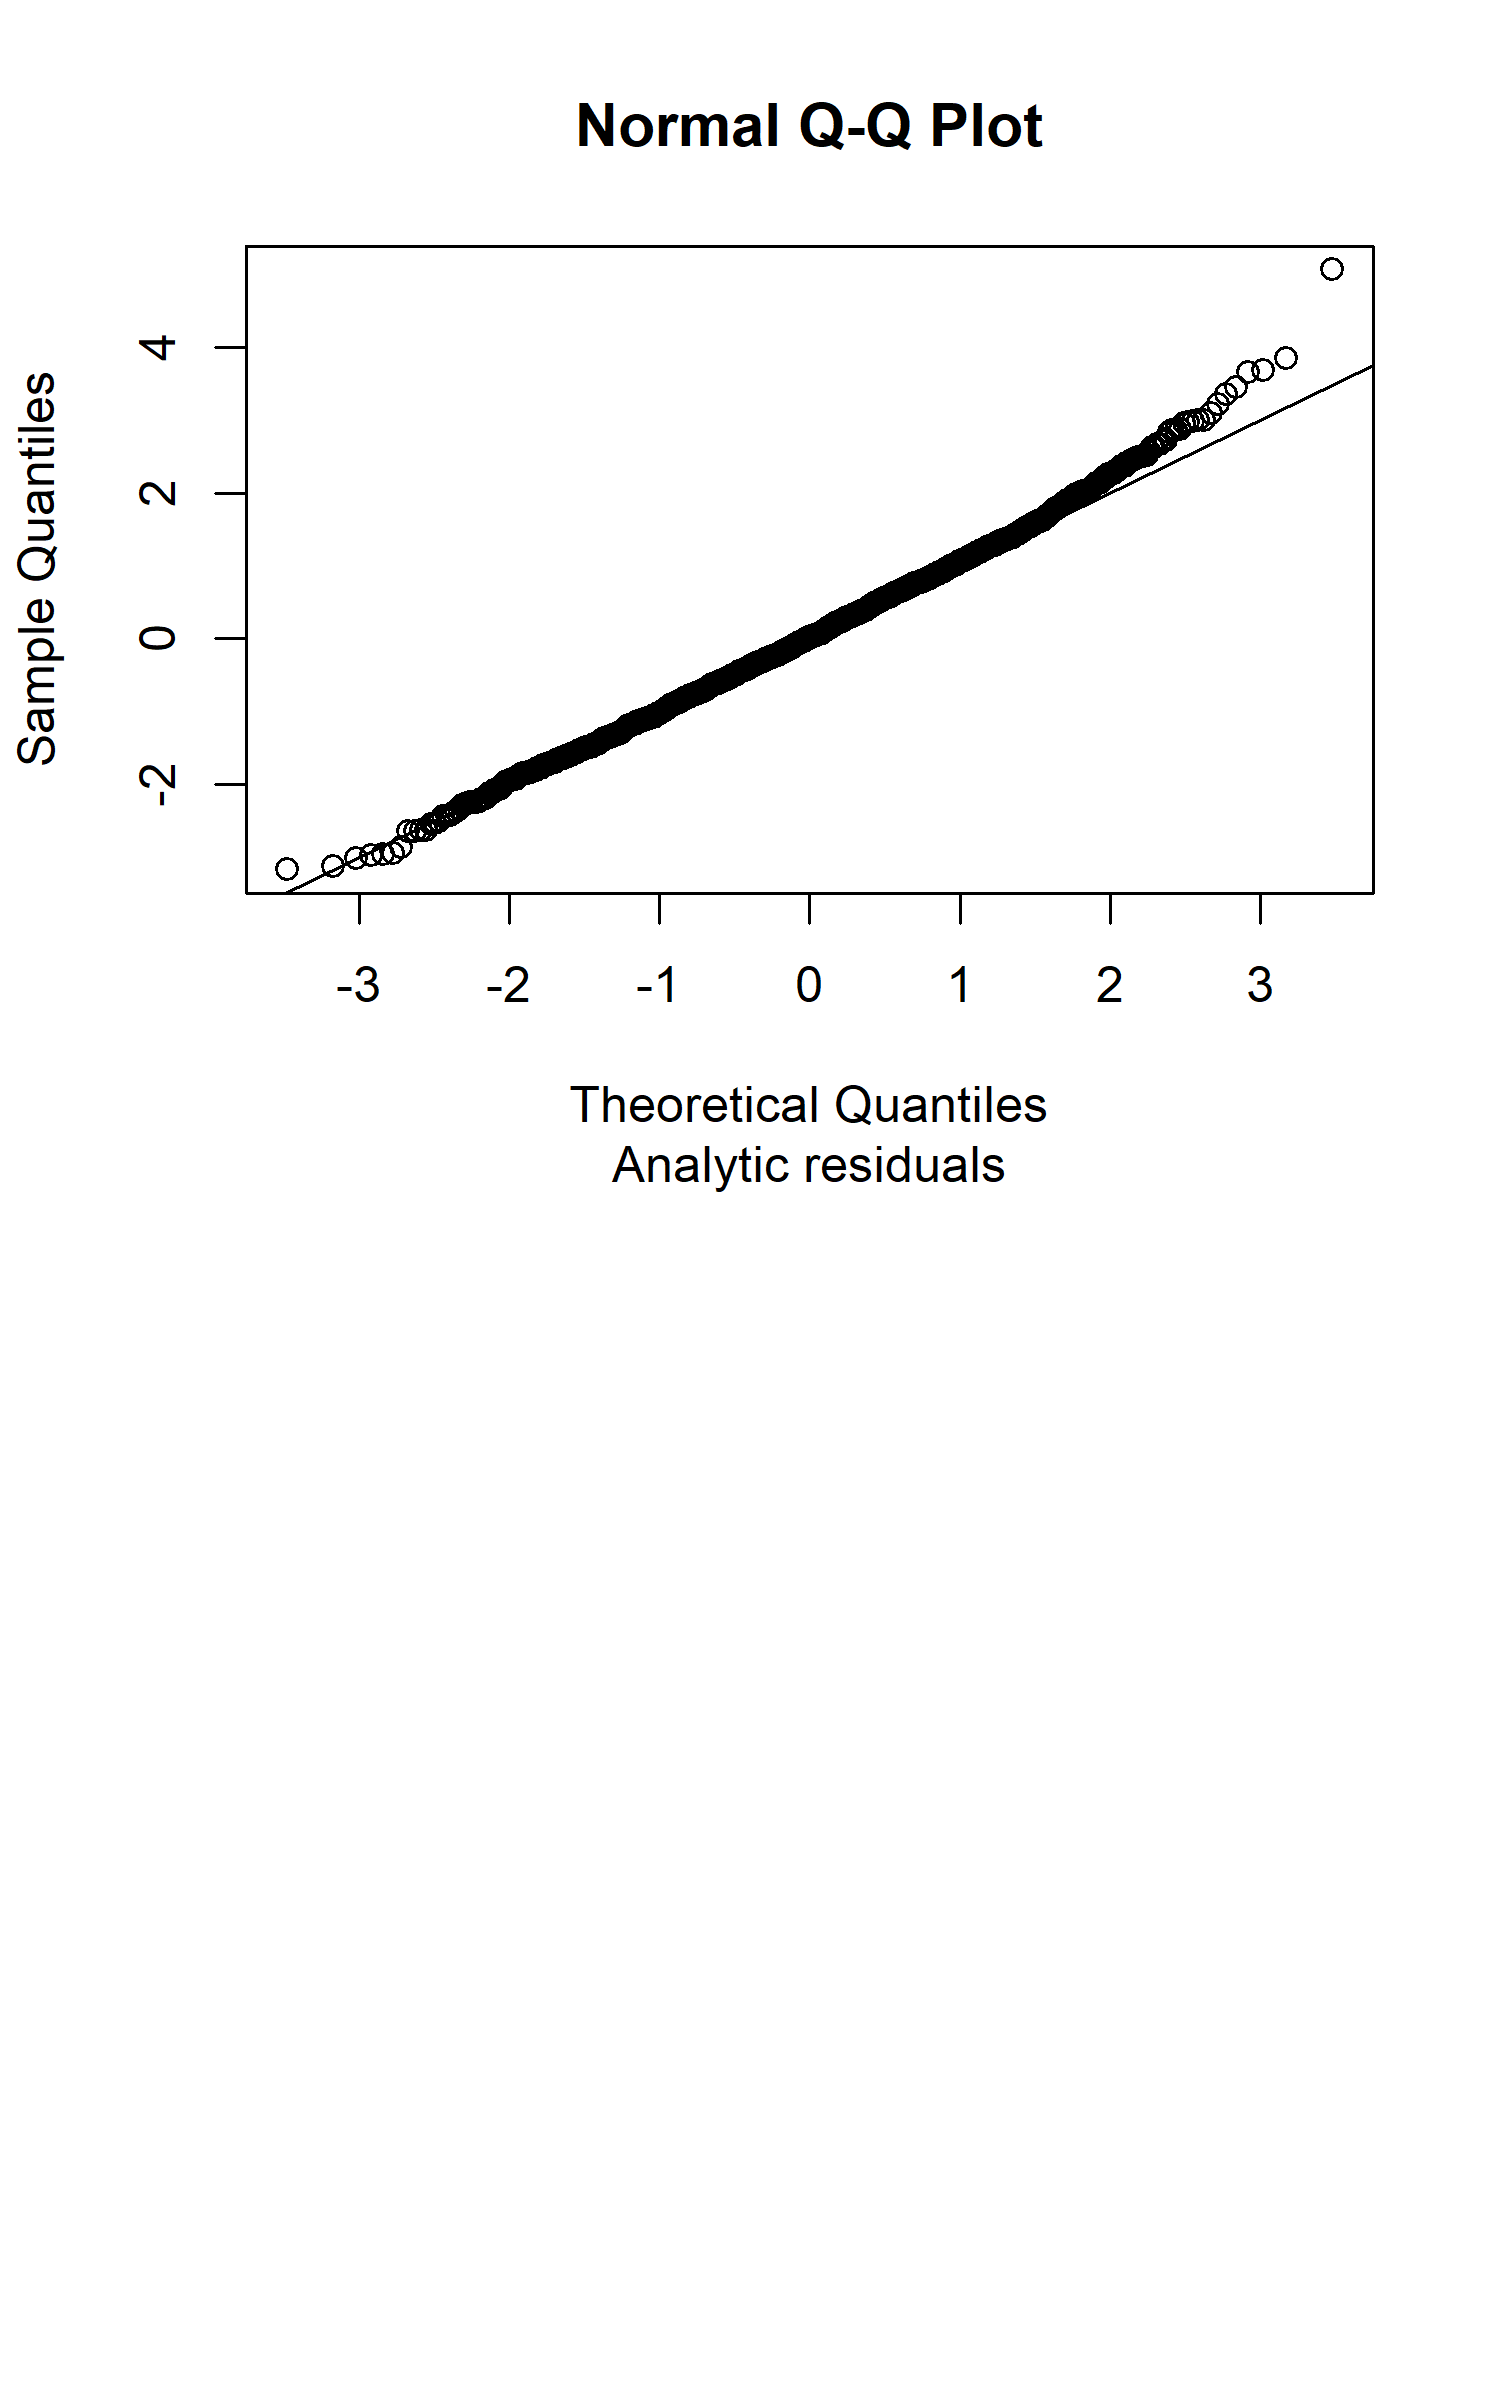 Normal Q-Q Plot
Sample Quantiles
4
2
0
-2
-3 -2 -1 0 1 2 3
Theoretical Quantiles
Analytic residuals